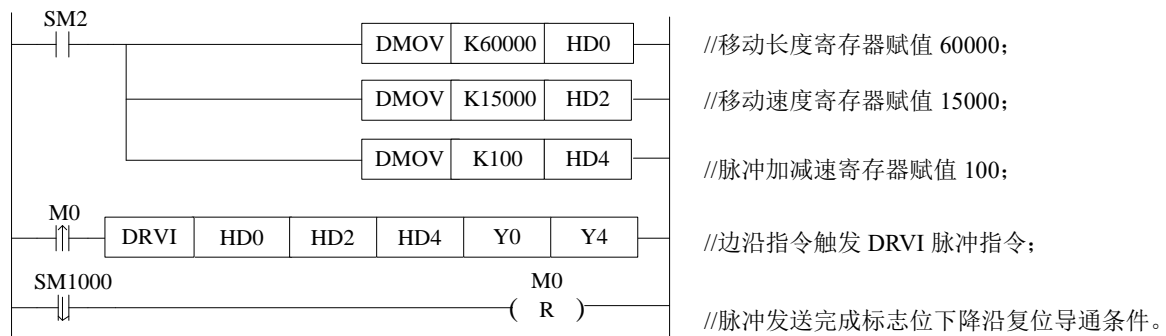 SM2
DMOV K60000 HD0 //移动长度寄存器赋值 60000；
DMOV K15000 HD2 //移动速度寄存器赋值 15000；
DMOV K100 HD4 //脉冲加减速寄存器赋值 100；
M0
DRVI HD0 HD2 HD4 Y0 Y4 //边沿指令触发 DRVI 脉冲指令；
SM1000 M0
( R ) //脉冲发送完成标志位下降沿复位导通条件。